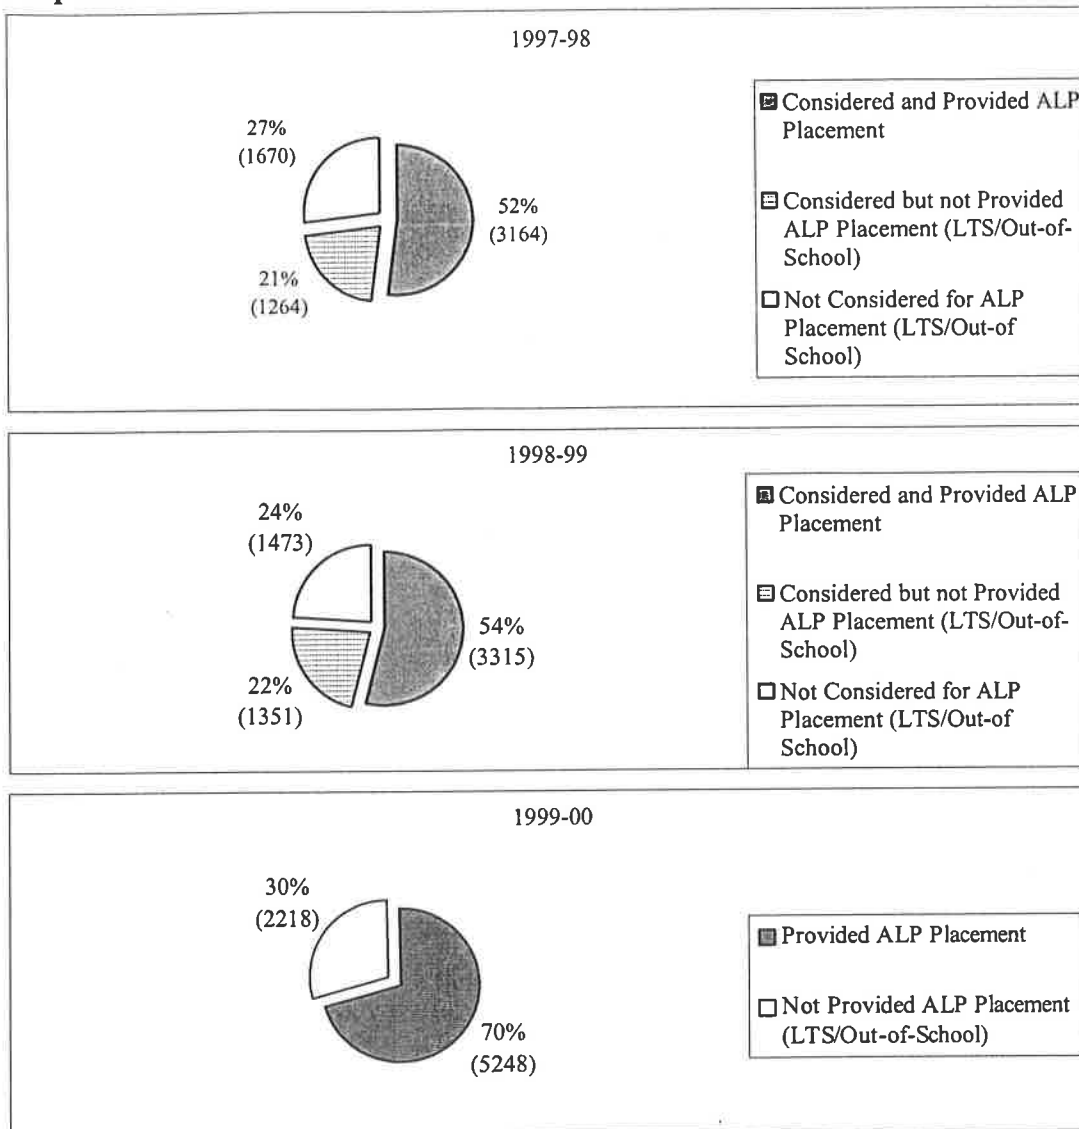 1997-98
27%
(1670)
52%
(3164)
21%
(1264)
Considered and Provided ALP
Placement
Considered but not Provided
ALP Placement (LTS/Out-of-
School)
Not Considered for ALP
Placement (LTS/Out-of
School)
1998-99
24%
(1473)
54%
(3315)
22%
(1351)
Considered and Provided ALP
Placement
Considered but not Provided
ALP Placement (LTS/Out-of-
School)
Not Considered for ALP
Placement (LTS/Out-of
School)
1999-00
30%
(2218)
70%
(5248)
Provided ALP Placement
Not Provided ALP Placement
(LTS/Out-of-School)